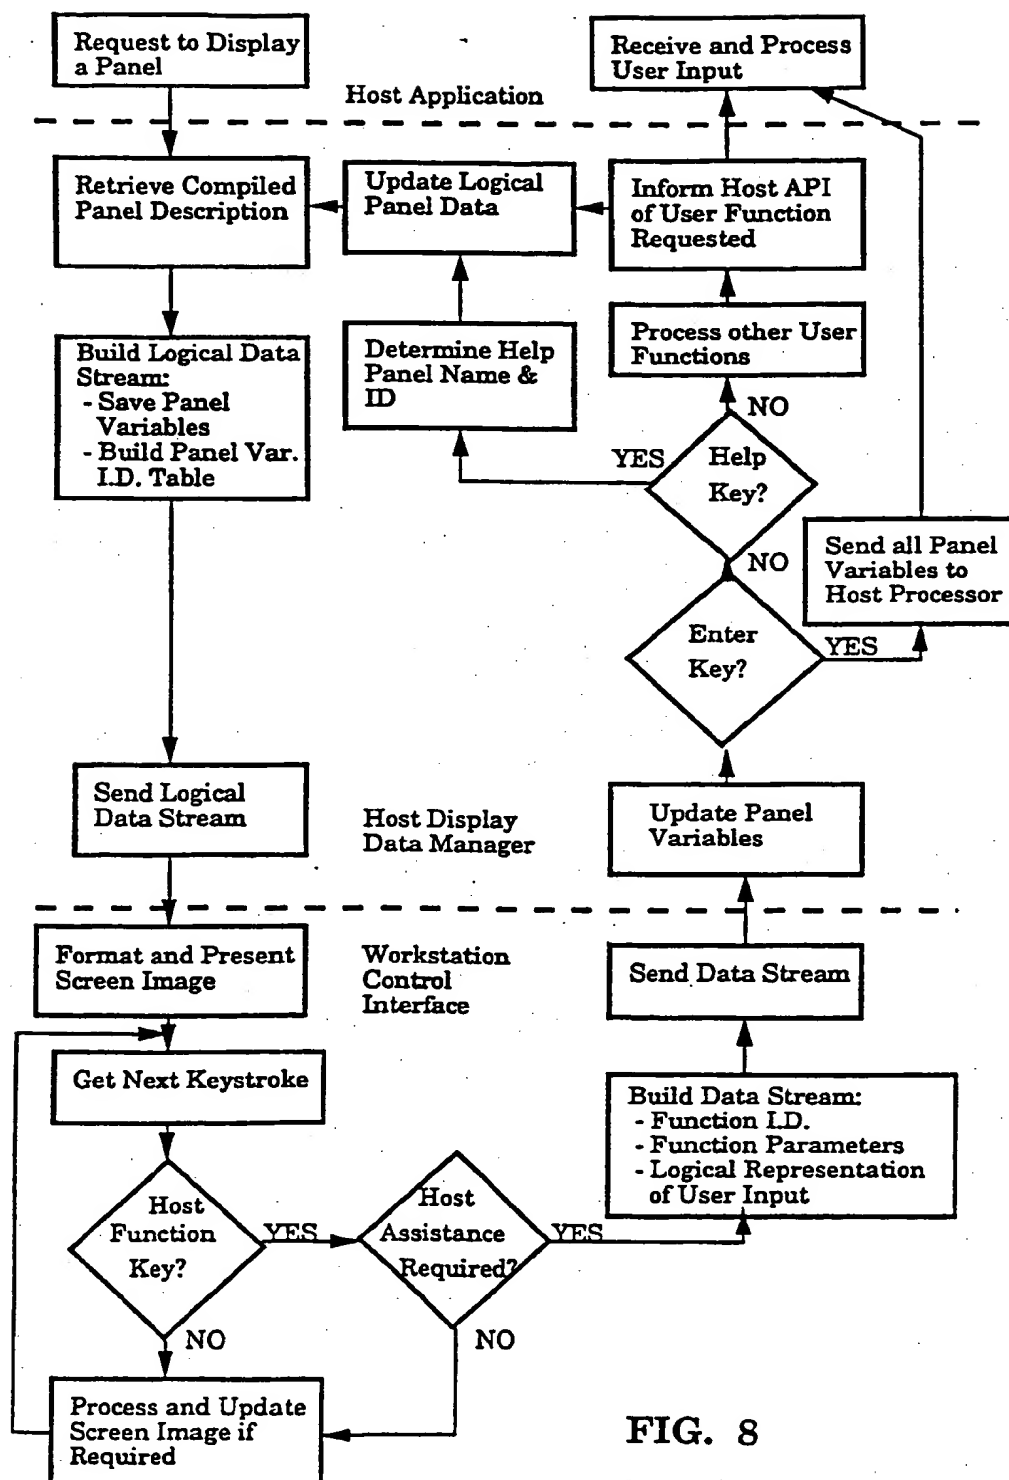 Request to Display
a Panel
Receive and Process
User Input
Host Application
Retrieve Compiled
Panel Description
Update Logical
Panel Data
Inform Host API
of User Function
Requested
Build Logical Data
Stream:
- Save Panel
Variables
- Build Panel Var.
I.D. Table
Determine Help
Panel Name &
ID
Process other User
Functions
NO
YES
Help
Key?
NO
Send all Panel
Variables to
Host Processor
Enter
Key?
YES
Send Logical
Data Stream
Host Display
Data Manager
Update Panel
Variables
Format and Present
Screen Image
Workstation
Control
Interface
Send Data Stream
Get Next Keystroke
Build Data Stream:
- Function I.D.
- Function Parameters
- Logical Representation
of User Input
Host
Function
Key?
YES
Host
Assistance
Required?
YES
NO
NO
Process and Update
Screen Image if
Required
FIG. 8